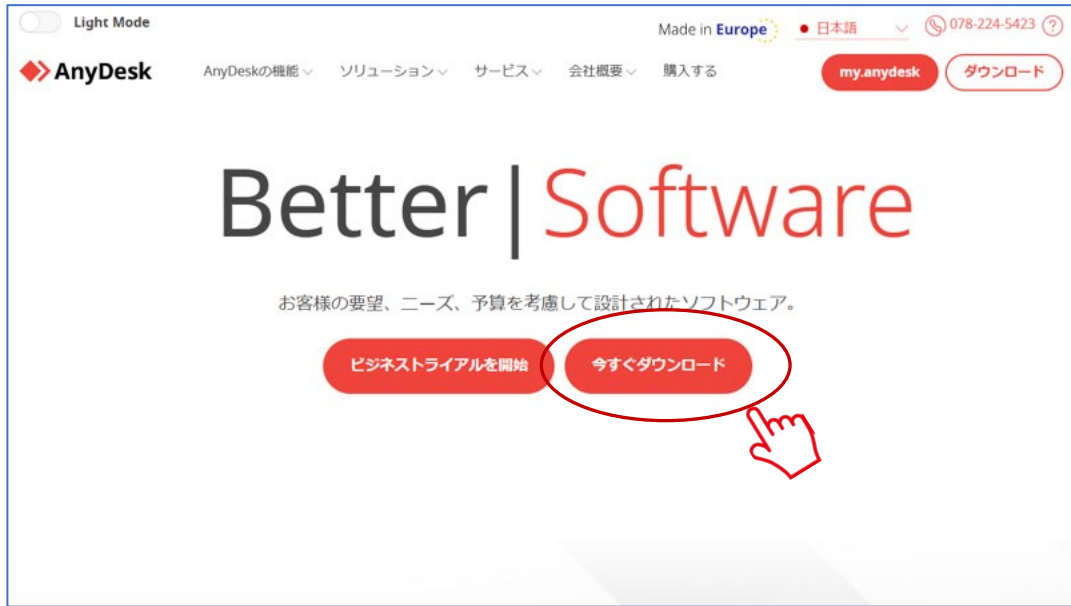 Light Mode
Made in Europe
日本語
078-224-5423 ?
AnyDesk
AnyDeskの機能
ソリューション
サービス
会社概要
購入する
my.anydesk
ダウンロード
Better|Software
お客様の要望、ニーズ、予算を考慮して設計されたソフトウェア。
ビジネストライアルを開始
今すぐダウンロード